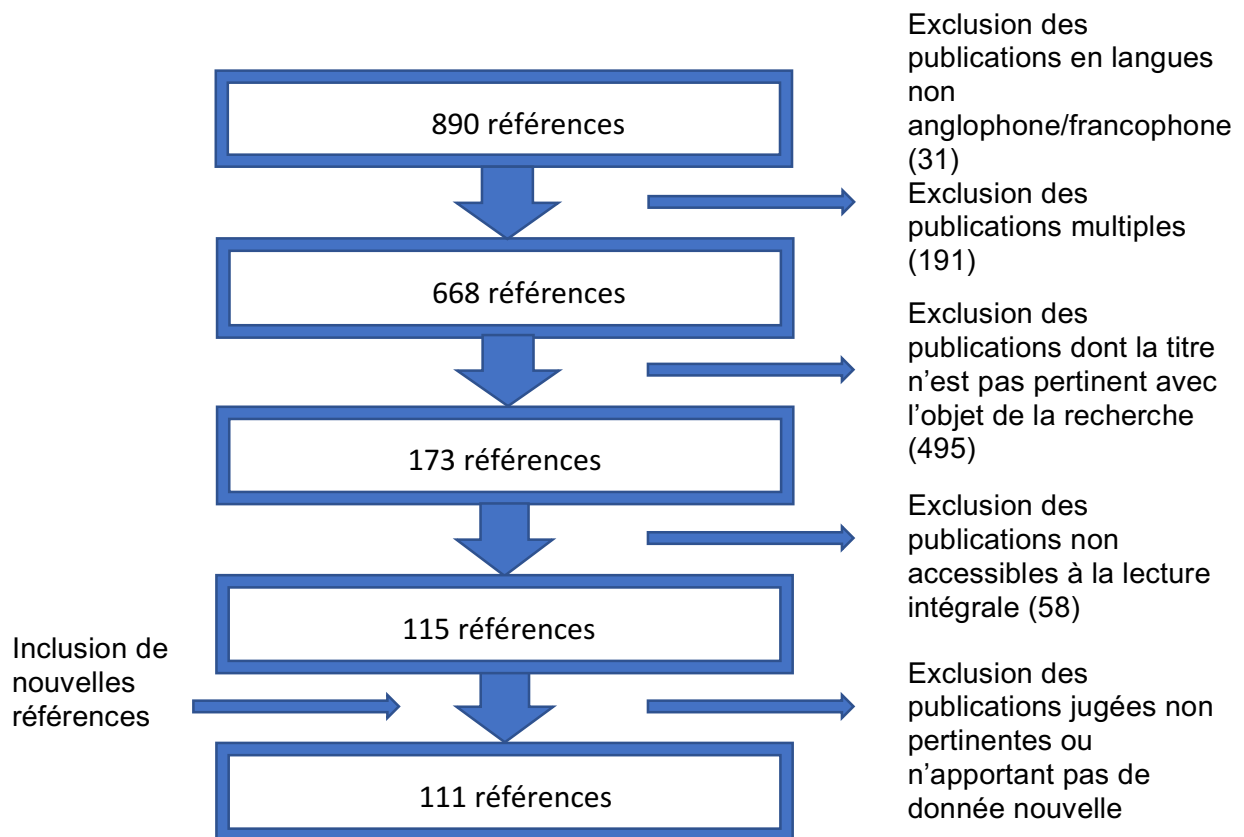 890 références
Exclusion des
publications en langues
non
anglophone/francophone
(31)
Exclusion des
publications multiples
(191)
668 références
Exclusion des
publications dont la titre
n’est pas pertinent avec
l’objet de la recherche
(495)
173 références
Exclusion des
publications non
accessibles à la lecture
intégrale (58)
115 références
Inclusion de
nouvelles
références
Exclusion des
publications jugées non
pertinentes ou
n’apportant pas de
donnée nouvelle
111 références